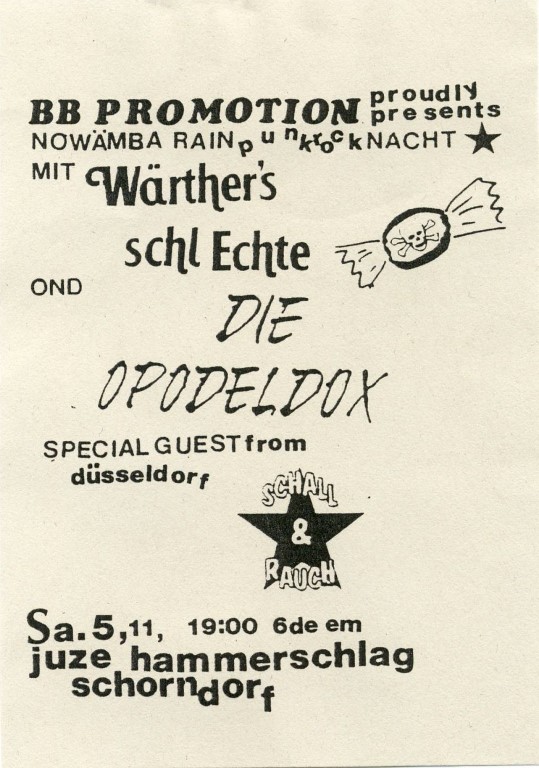 BB PROMOTION proudly presents
NOWÄMBA RAIN punkrock NACHT
MIT Wärther's
schl Echte
OND
DIE
OPODELDOX
SPECIAL GUEST from
düsseldorf
SCHALL
&
RAUCH
Sa. 5, 11, 19:00 6de em
juze hammerschlag
schorndorf